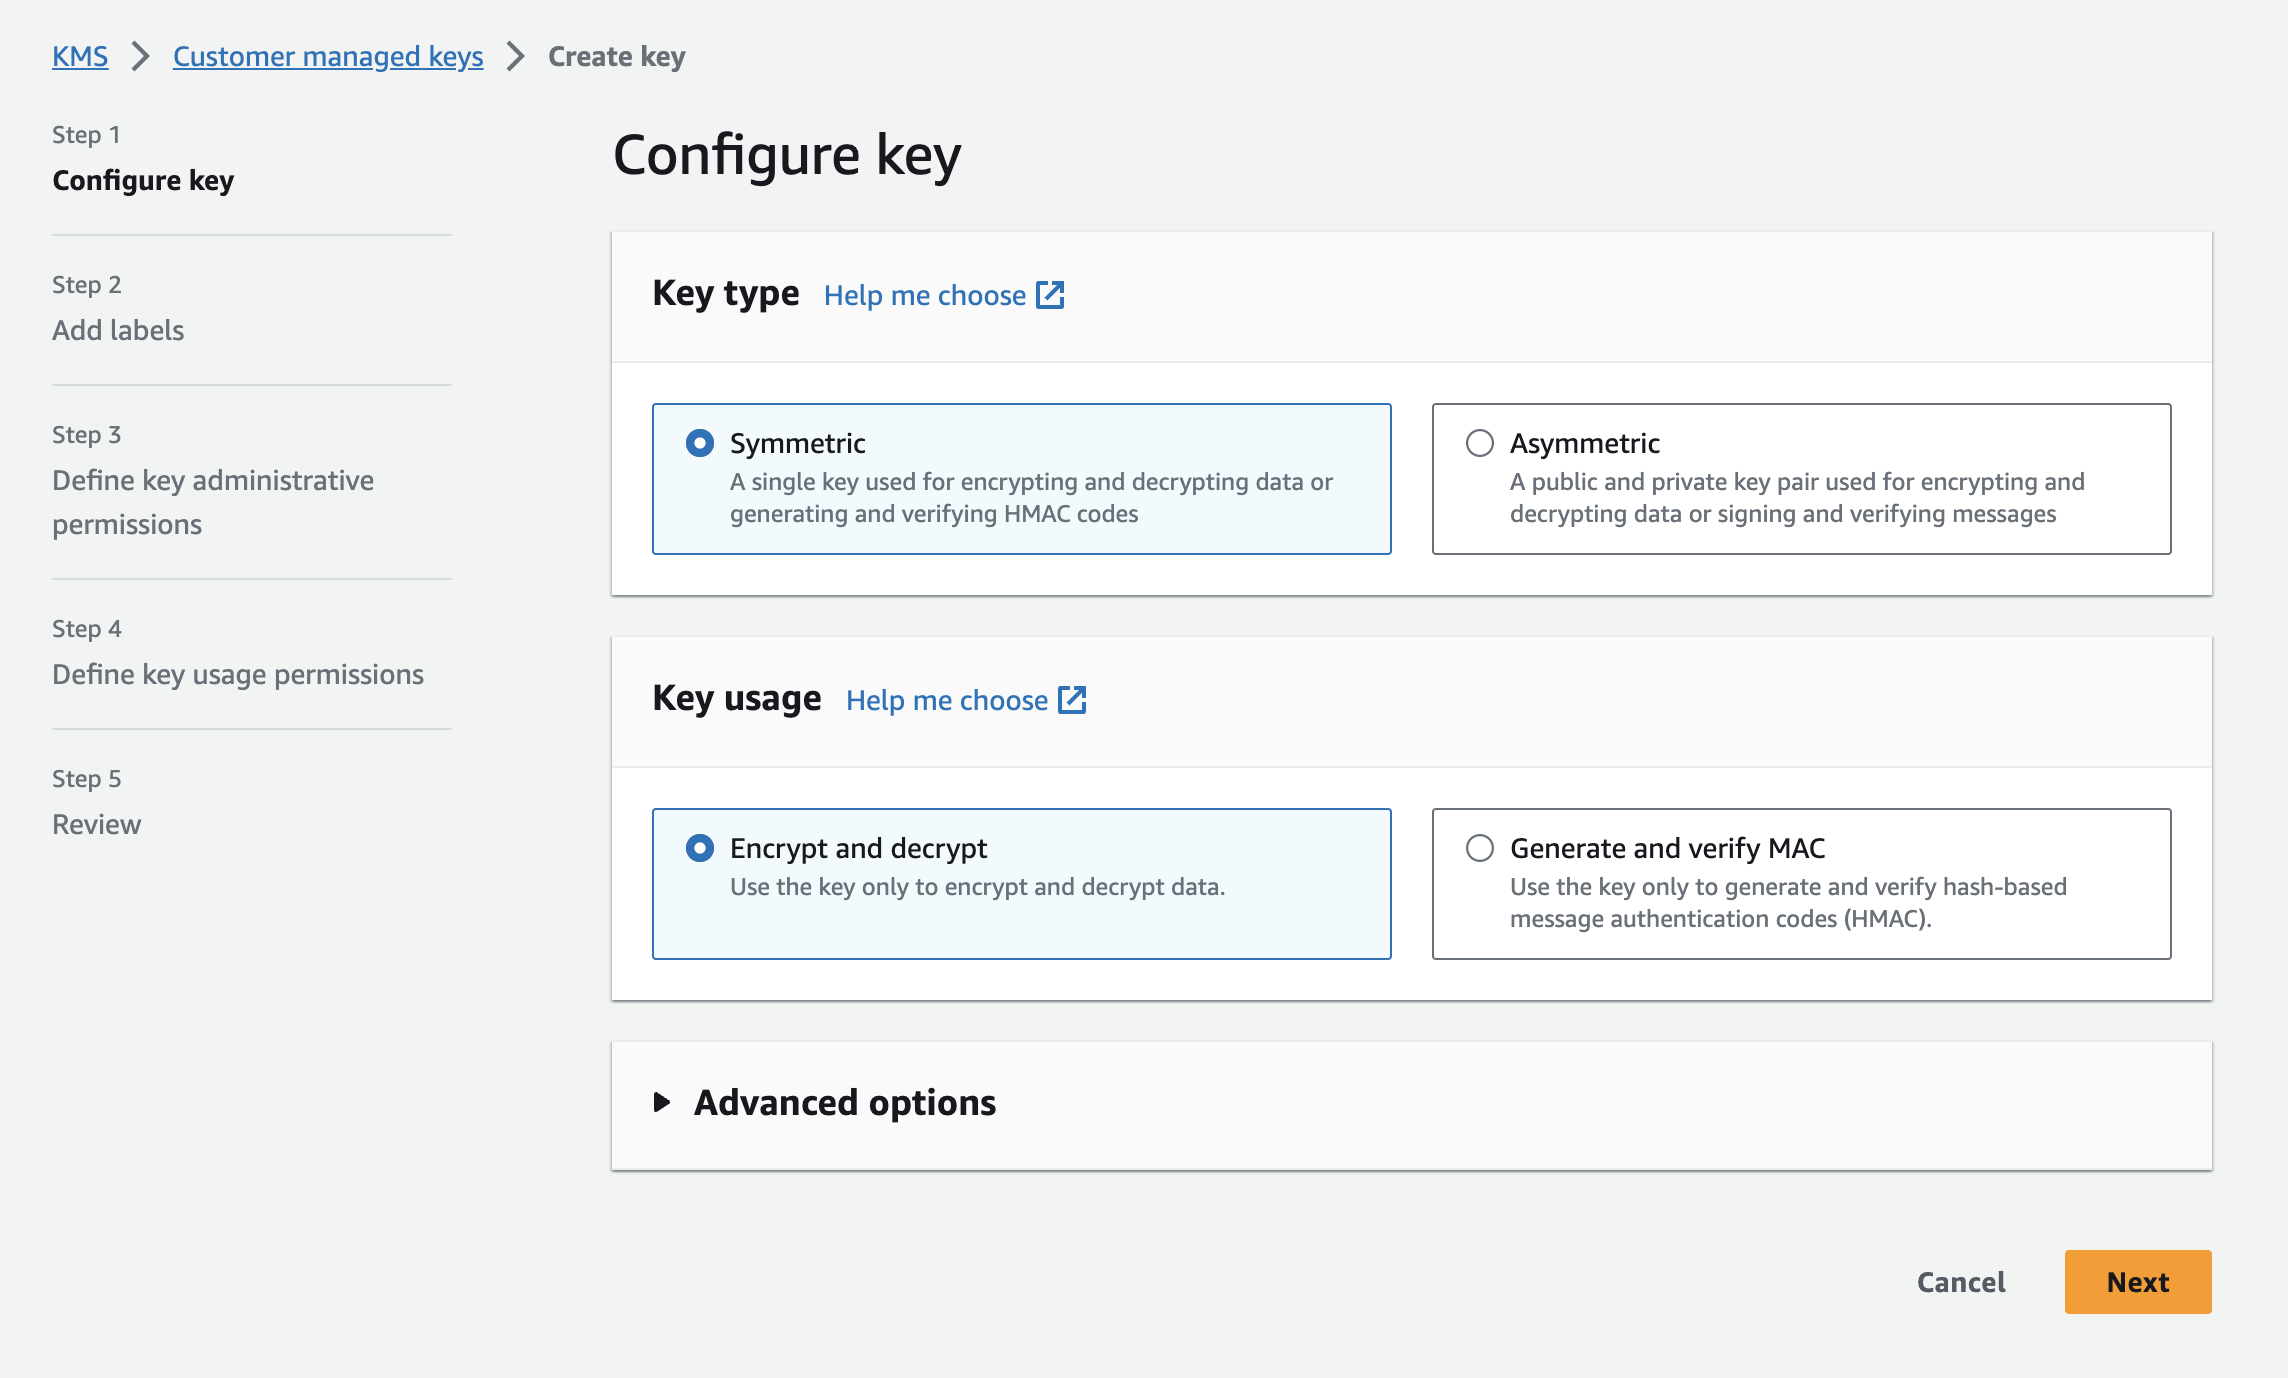 KMS > Customer managed keys > Create key
Step 1
Configure key
Step 2
Add labels
Step 3
Define key administrative
permissions
Step 4
Define key usage permissions
Step 5
Review
Configure key
Key type Help me choose
Symmetric
A single key used for encrypting and decrypting data or
generating and verifying HMAC codes
Asymmetric
A public and private key pair used for encrypting and
decrypting data or signing and verifying messages
Key usage Help me choose
Encrypt and decrypt
Use the key only to encrypt and decrypt data.
Generate and verify MAC
Use the key only to generate and verify hash-based
message authentication codes (HMAC).
Advanced options
Cancel Next